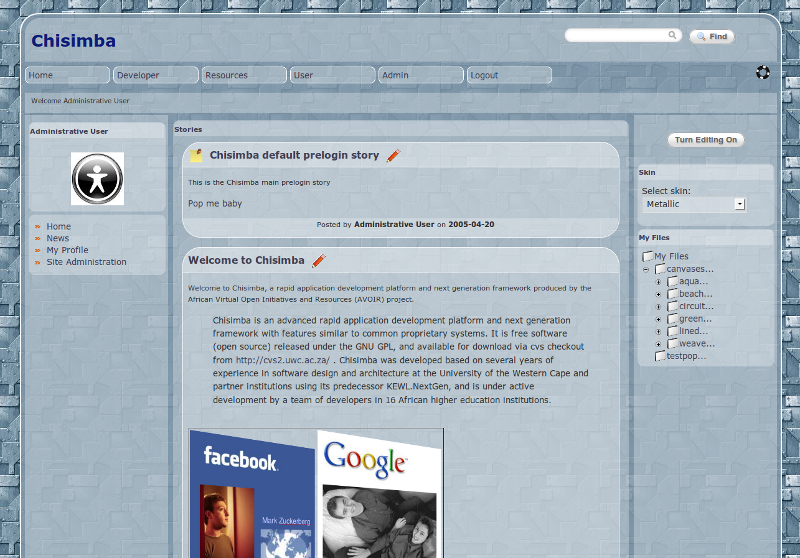 Chisimba
Find
Home
Developer
Resources
User
Admin
Logout
Welcome Administrative User
Administrative User
Home
News
My Profile
Site Administration
Stories
Chisimba default prelogin story
This is the Chisimba main prelogin story
Pop me baby
Posted by Administrative User on 2005-04-20
Welcome to Chisimba
Welcome to Chisimba, a rapid application development platform and next generation framework produced by the
African Virtual Open Initiatives and Resources (AVOIR) project.
Chisimba is an advanced rapid application development platform and next generation
framework with features similar to common proprietary systems. It is free software
(open source) released under the GNU GPL, and available for download via cvs checkout
from http://cvs2.uwc.ac.za/ . Chisimba was developed based on several years of
experience in software design and architecture at the University of the Western Cape and
partner institutions using its predecessor KEWL.NextGen, and is under active
development by a team of developers in 16 African higher education institutions.
facebook.
Mark Zuckerberg
Google™
Turn Editing On
Skin
Select skin:
Metallic
My Files
My Files
canvases...
aqua...
beach...
circuit...
green...
lined...
weave...
testpop...